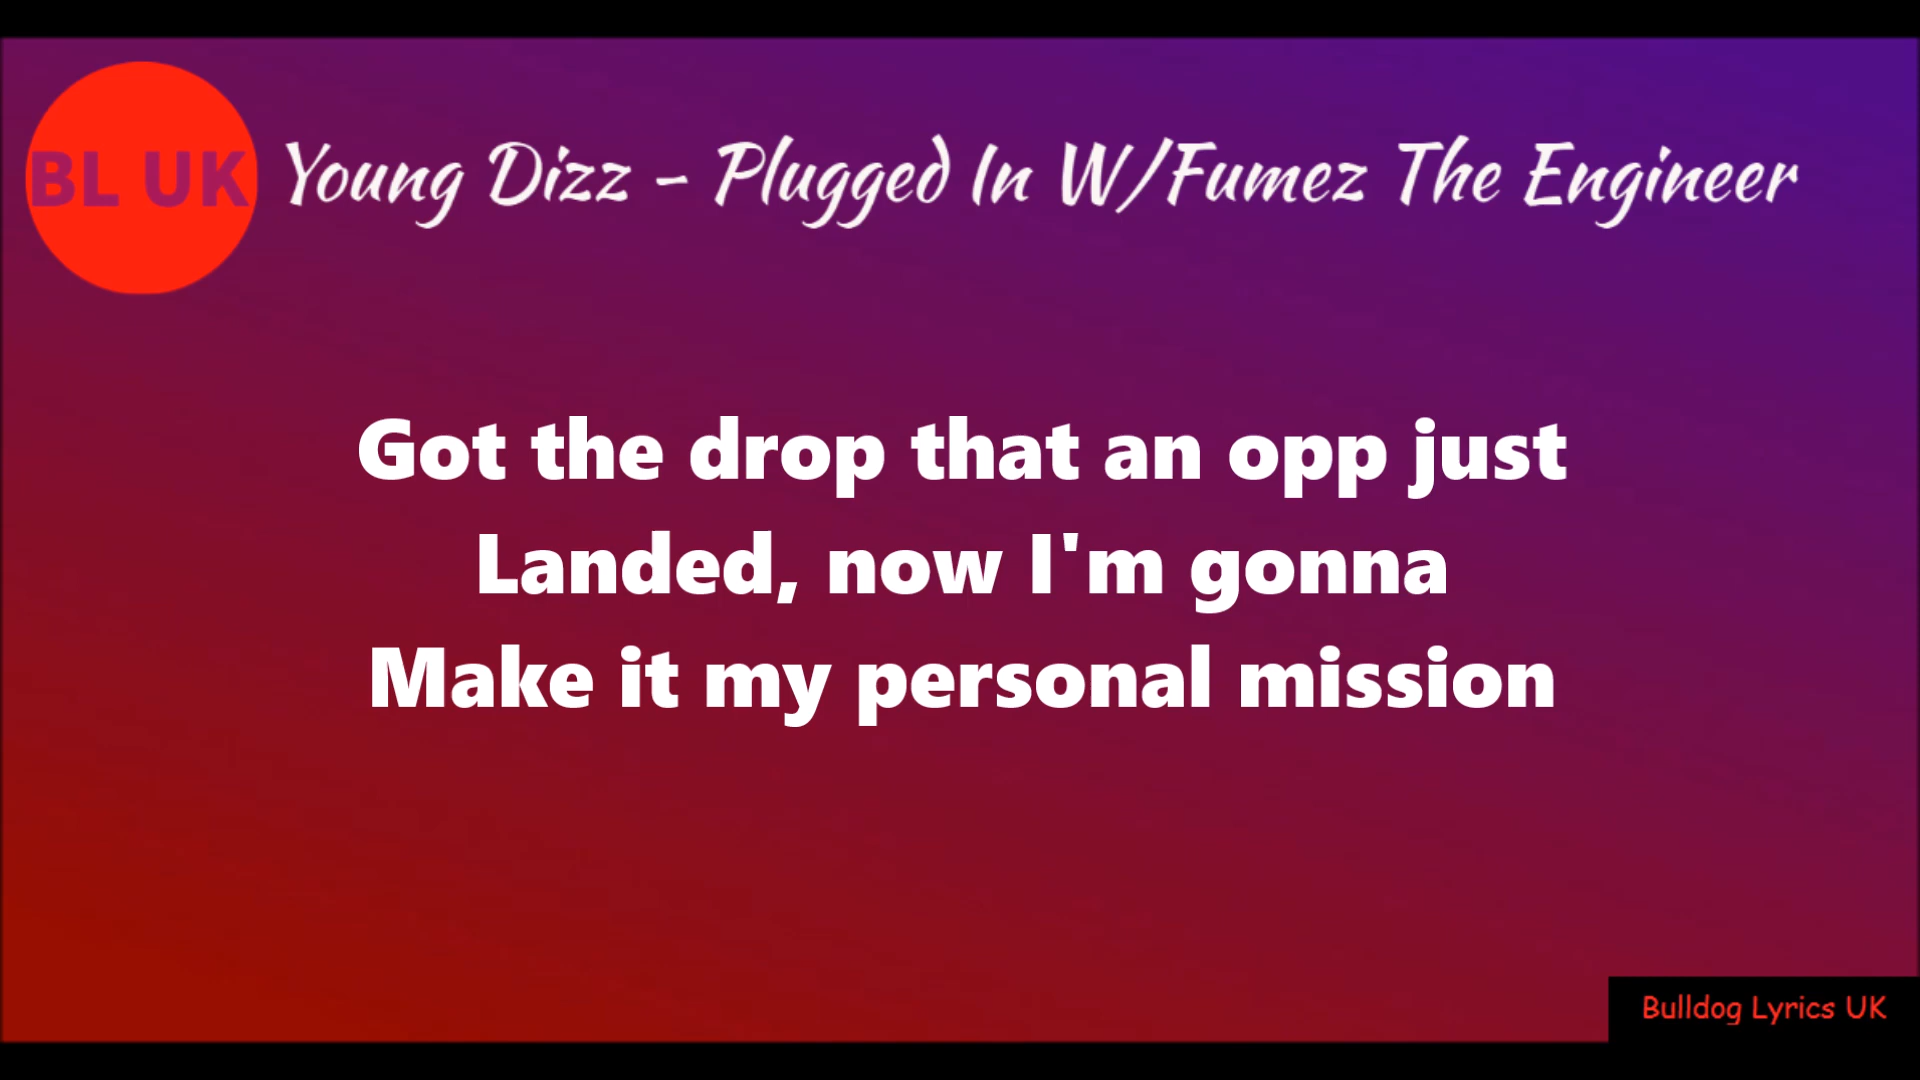 BL UK
Young Dizz - Plugged In W/Fumez The Engineer
Got the drop that an opp just
Landed, now I'm gonna
Make it my personal mission
Bulldog Lyrics UK